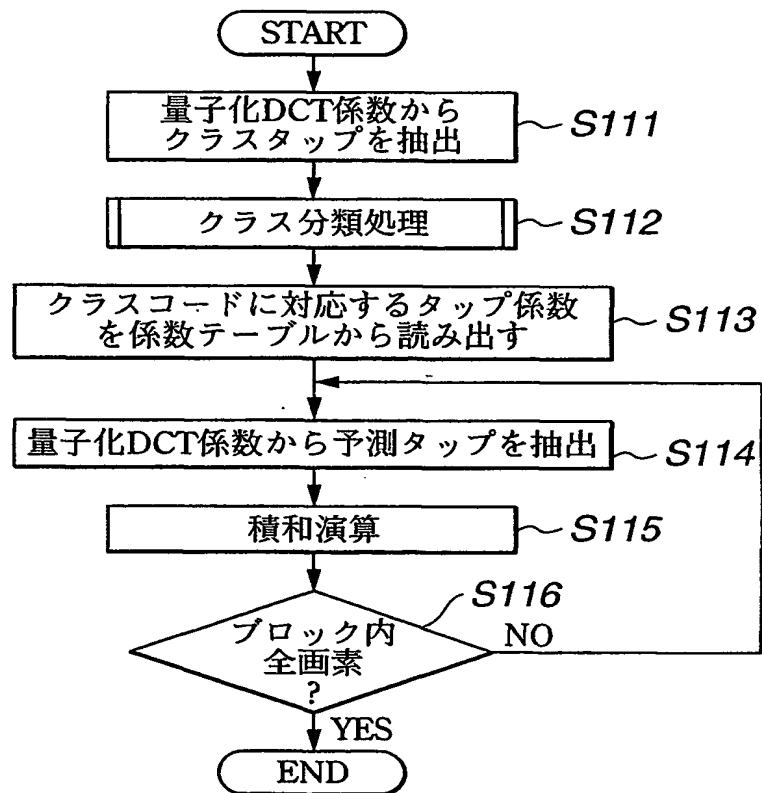 START
量子化DCT係数から
クラスタップを抽出
S111
クラス分類処理
S112
クラスコードに対応するタップ係数
を係数テーブルから読み出す
S113
量子化DCT係数から予測タップを抽出
S114
積和演算
S115
S116
ブロック内
全画素
?
NO
YES
END